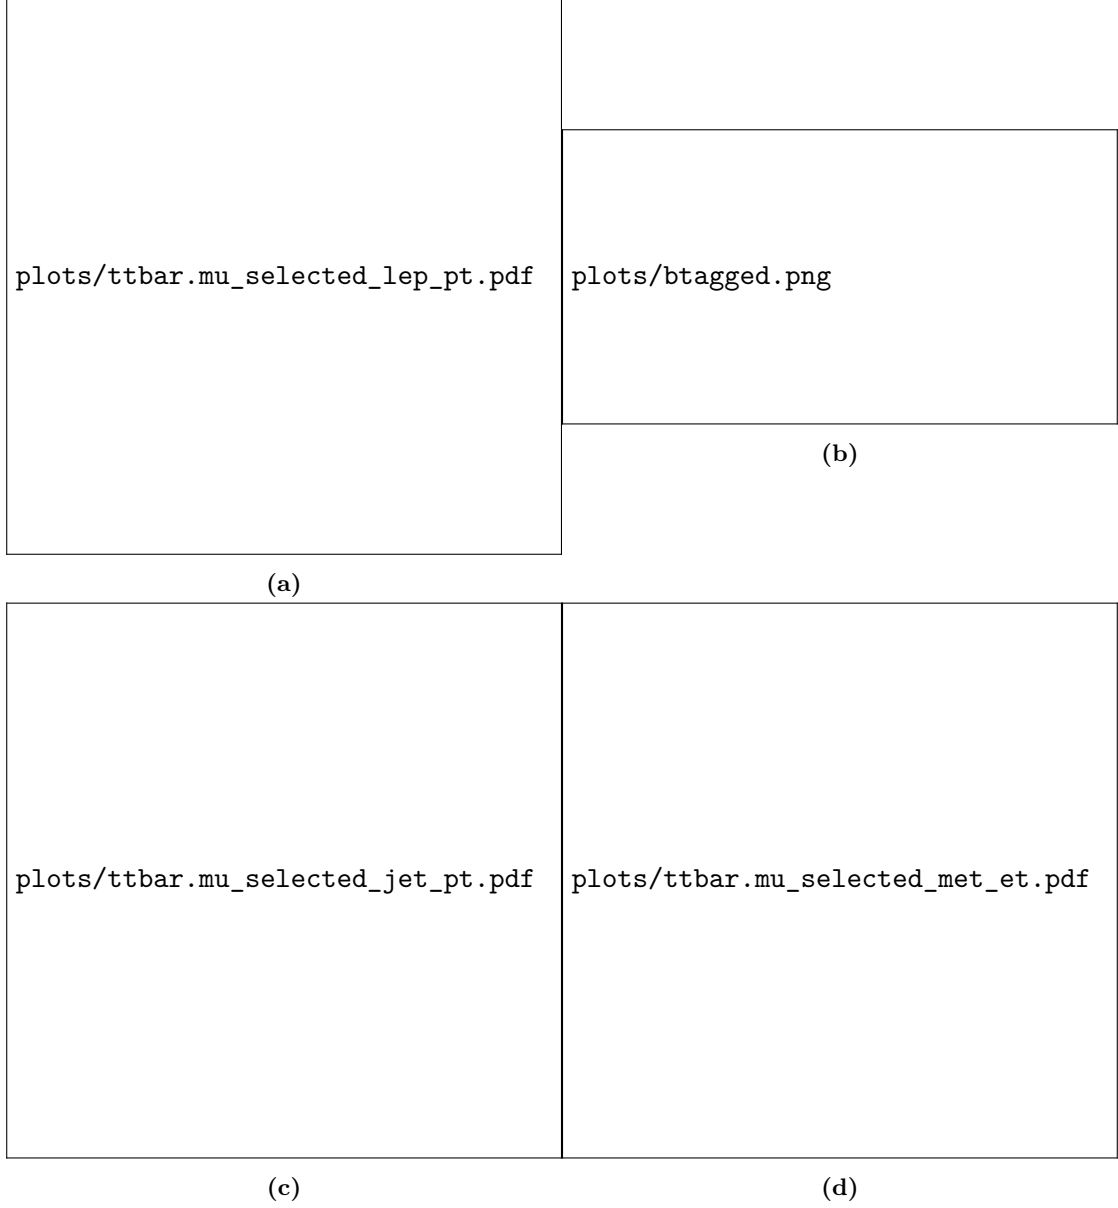 plots/ttbar.mu_selected_lep_pt.pdf
plots/btagged.png
(b)
(a)
plots/ttbar.mu_selected_jet_pt.pdf
plots/ttbar.mu_selected_met_et.pdf
(c)
(d)